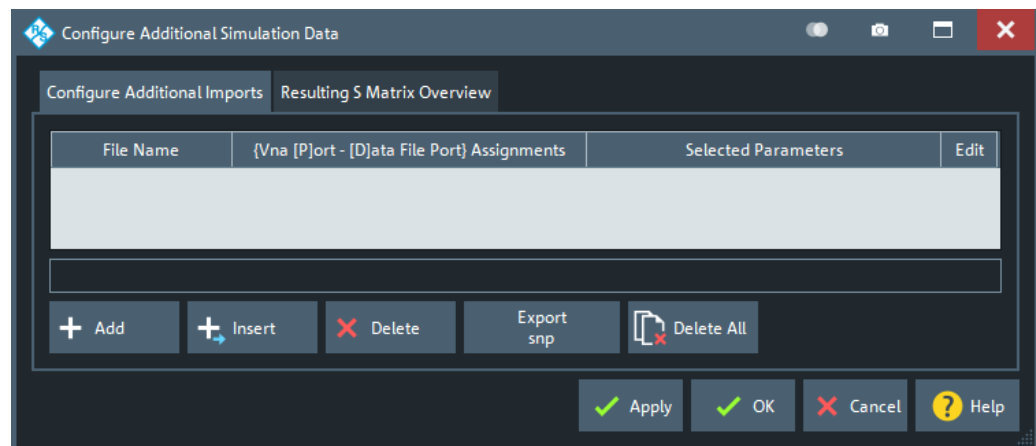 R&S Configure Additional Simulation Data
Configure Additional Imports Resulting S Matrix Overview
File Name {Vna [P]ort - [D]ata File Port} Assignments Selected Parameters Edit
Add Insert Delete Export
snp Delete All
Apply OK Cancel ? Help